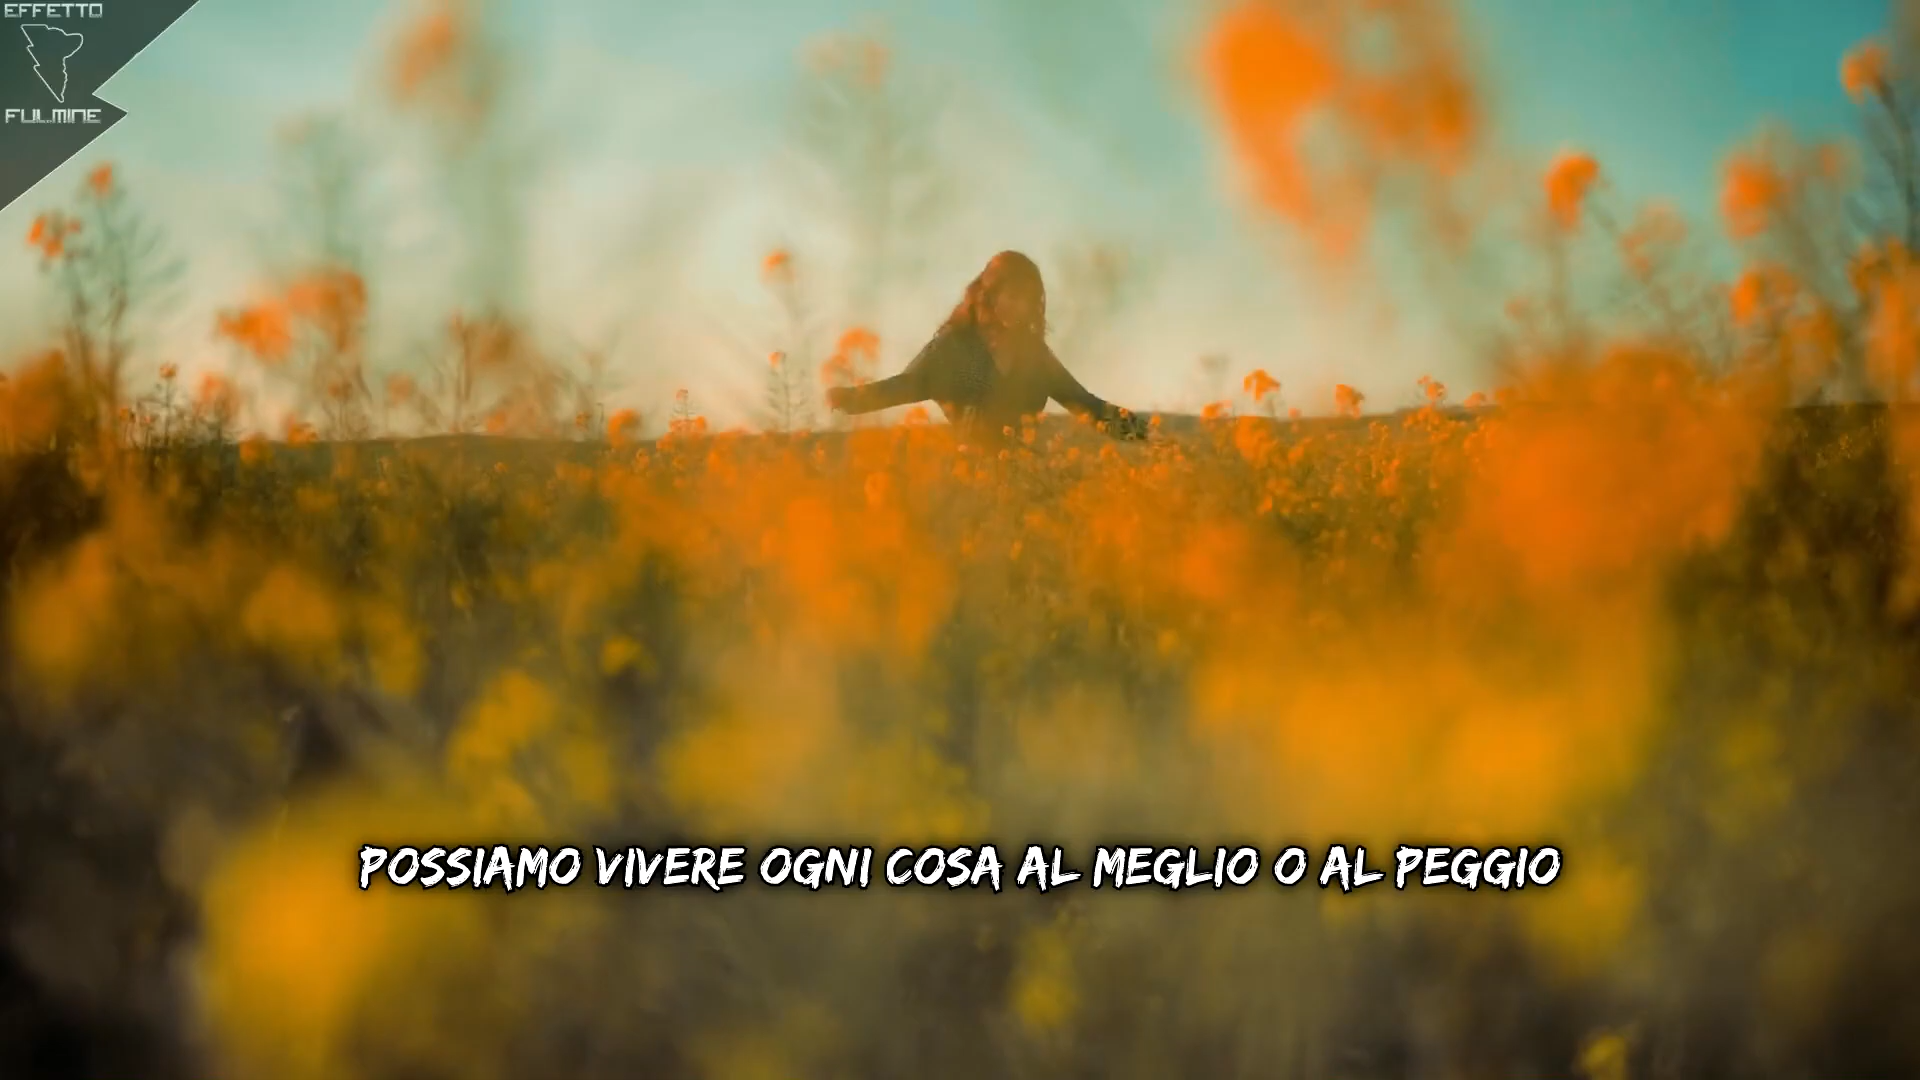 EFFETTO
FULMINE
POSSIAMO VIVERE OGNI COSA AL MEGLIO O AL PEGGIO